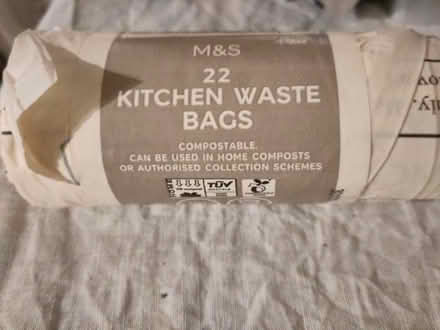 M&S
22
KITCHEN WASTE
BAGS
COMPOSTABLE.
CAN BE USED IN HOME COMPOSTS
OR AUTHORISED COLLECTION SCHEMES
TÜV